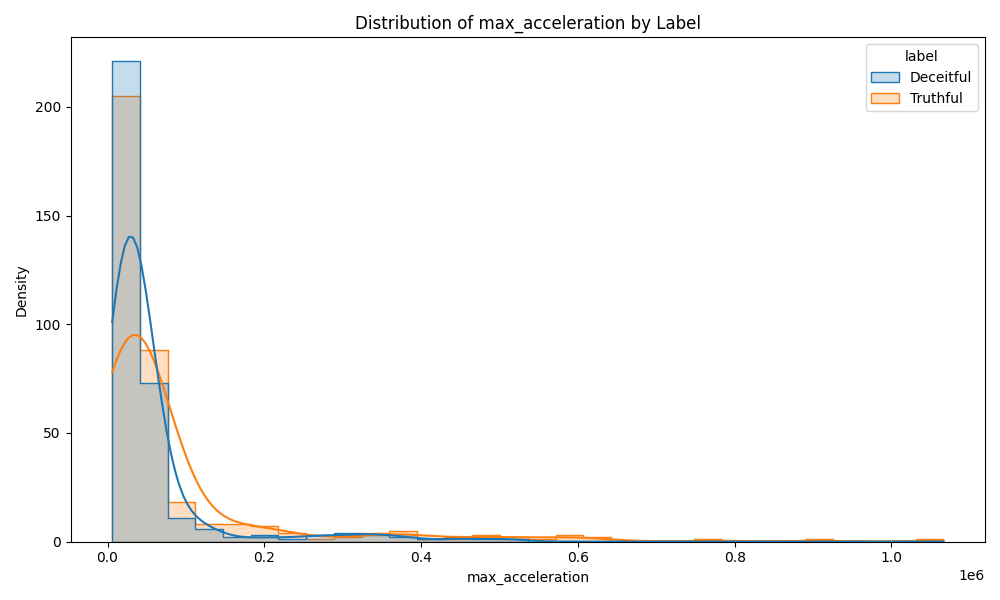 Distribution of max_acceleration by Label
label
Deceitful
Truthful
Density
200
150
100
50
0
0.0 0.2 0.4 0.6 0.8 1.0
1e6
max_acceleration